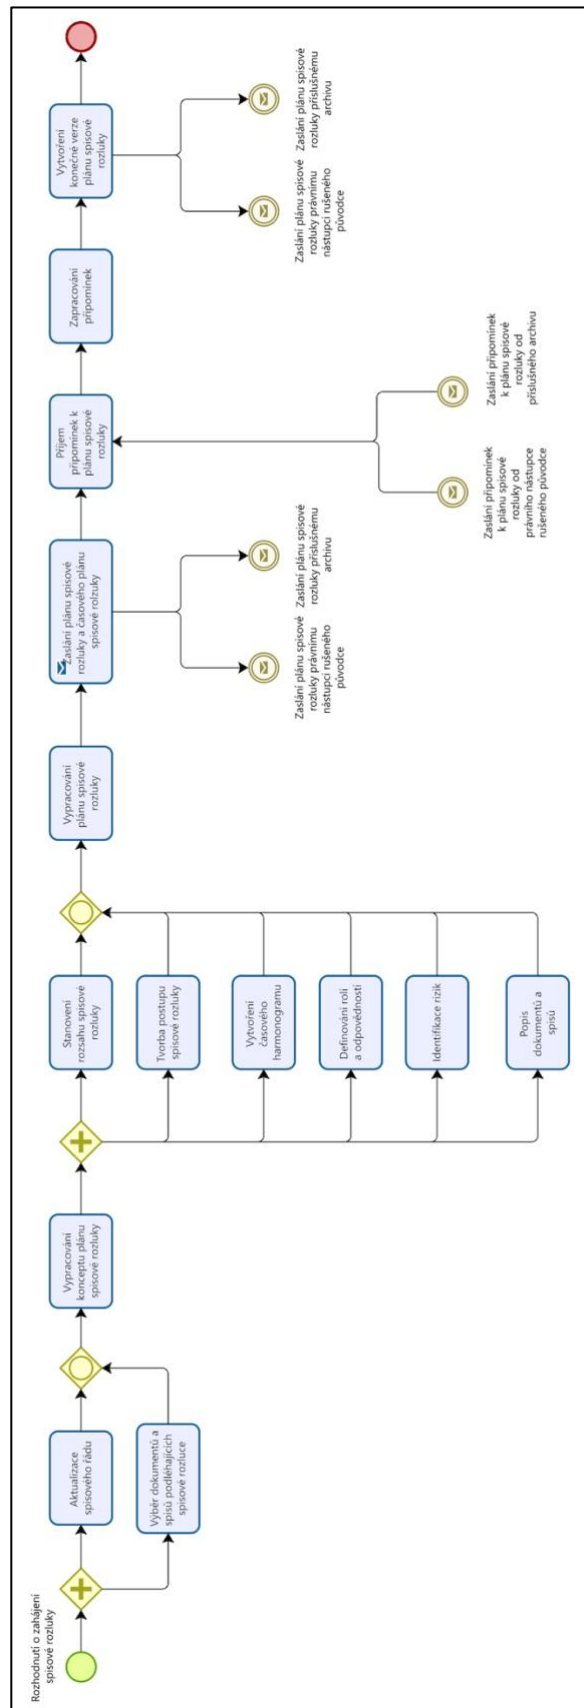 Rozhodnutí o zahájení
spisové rozluky
Aktualizace
spisového řádu
Výběr dokumentů a
spisů podléhajících
spisové rozluce
Vypracování
konceptu plánu
spisové rozluky
Stanovení
rozsahu spisové
rozluky
Tvorba postupu
spisové rozluky
Vytvoření
časového
harmonogramu
Definování rolí
a odpovědností
Identifikace rizik
Popis
dokumentů a
spisů
Vypracování
plánu spisové
rozluky
Zaslání plánu spisové
rozluky a časového plánu
spisové rolzuky
Zaslání plánu spisové
rozluky právnímu
nástupci rušeného
původce
Zaslání plánu spisové
rozluky příslušnému
archivu
Příjem
připomínek k
plánu spisové
rozluky
Zaslání připomínek
k plánu spisové
rozluky od
právního nástupce
rušeného původce
Zaslání připomínek
k plánu spisové
rozluky od
příslušného archivu
Zapracování
připomínek
Vytvoření
konečné verze
plánu spisové
rozluky
Zaslání plánu spisové
rozluky právnímu
nástupci rušeného
původce
Zaslání plánu spisové
rozluky příslušnému
archivu